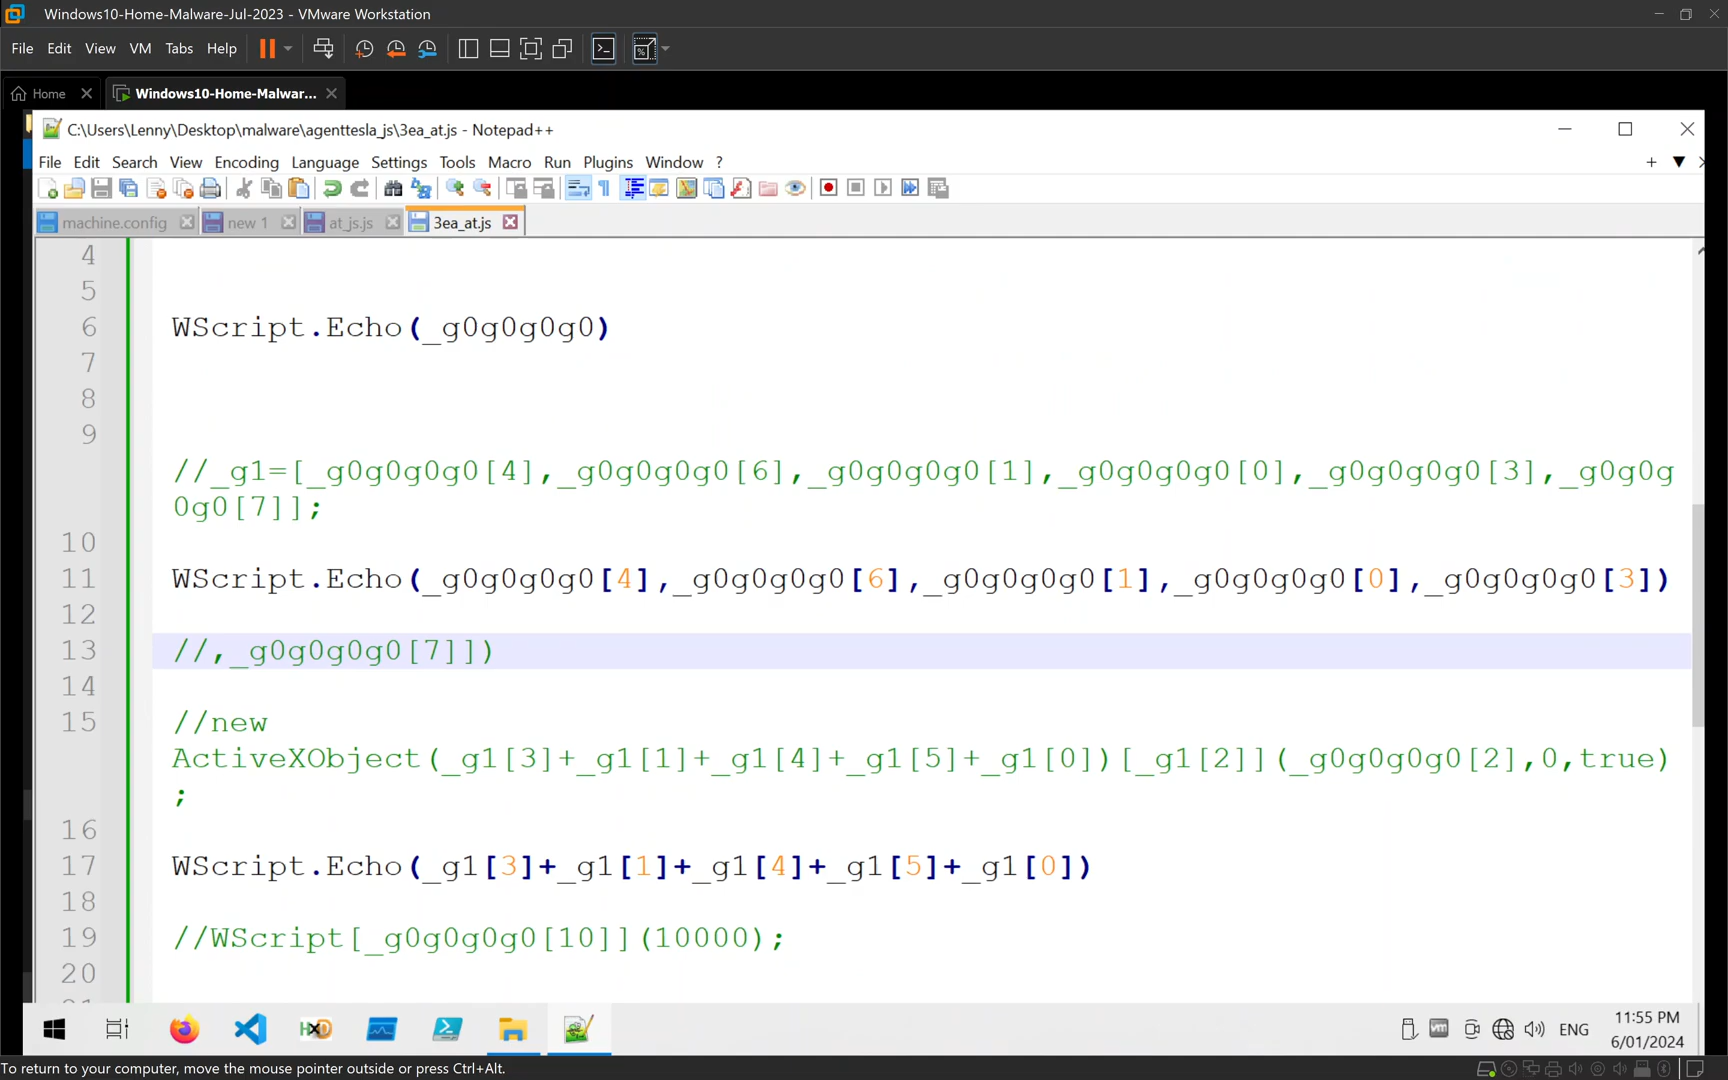 Windows10-Home-Malware-Jul-2023 - VMware Workstation
File Edit View VM Tabs Help
Home Windows10-Home-Malwar...
C:\Users\Lenny\Desktop\malware\agenttesla_js\3ea_at.js - Notepad++
File Edit Search View Encoding Language Settings Tools Macro Run Plugins Window ?
machine.config new 1 at_js.js 3ea_at.js
4
5
6 WScript.Echo(_g0g0g0g0)
7
8
9 //_g1=[_g0g0g0g0[4],_g0g0g0g0[6],_g0g0g0g0[1],_g0g0g0g0[0],_g0g0g0g0[3],_g0g0g
0g0[7]];
10
11 WScript.Echo(_g0g0g0g0[4],_g0g0g0g0[6],_g0g0g0g0[1],_g0g0g0g0[0],_g0g0g0g0[3])
12
13 //,_g0g0g0g0[7]])
14
15 //new
ActiveXObject(_g1[3]+_g1[1]+_g1[4]+_g1[5]+_g1[0])[_g1[2]](_g0g0g0g0[2],0,true)
;
16
17 WScript.Echo(_g1[3]+_g1[1]+_g1[4]+_g1[5]+_g1[0])
18
19 //WScript[_g0g0g0g0[10]](10000);
20
ENG
11:55 PM
6/01/2024
To return to your computer, move the mouse pointer outside or press Ctrl+Alt.